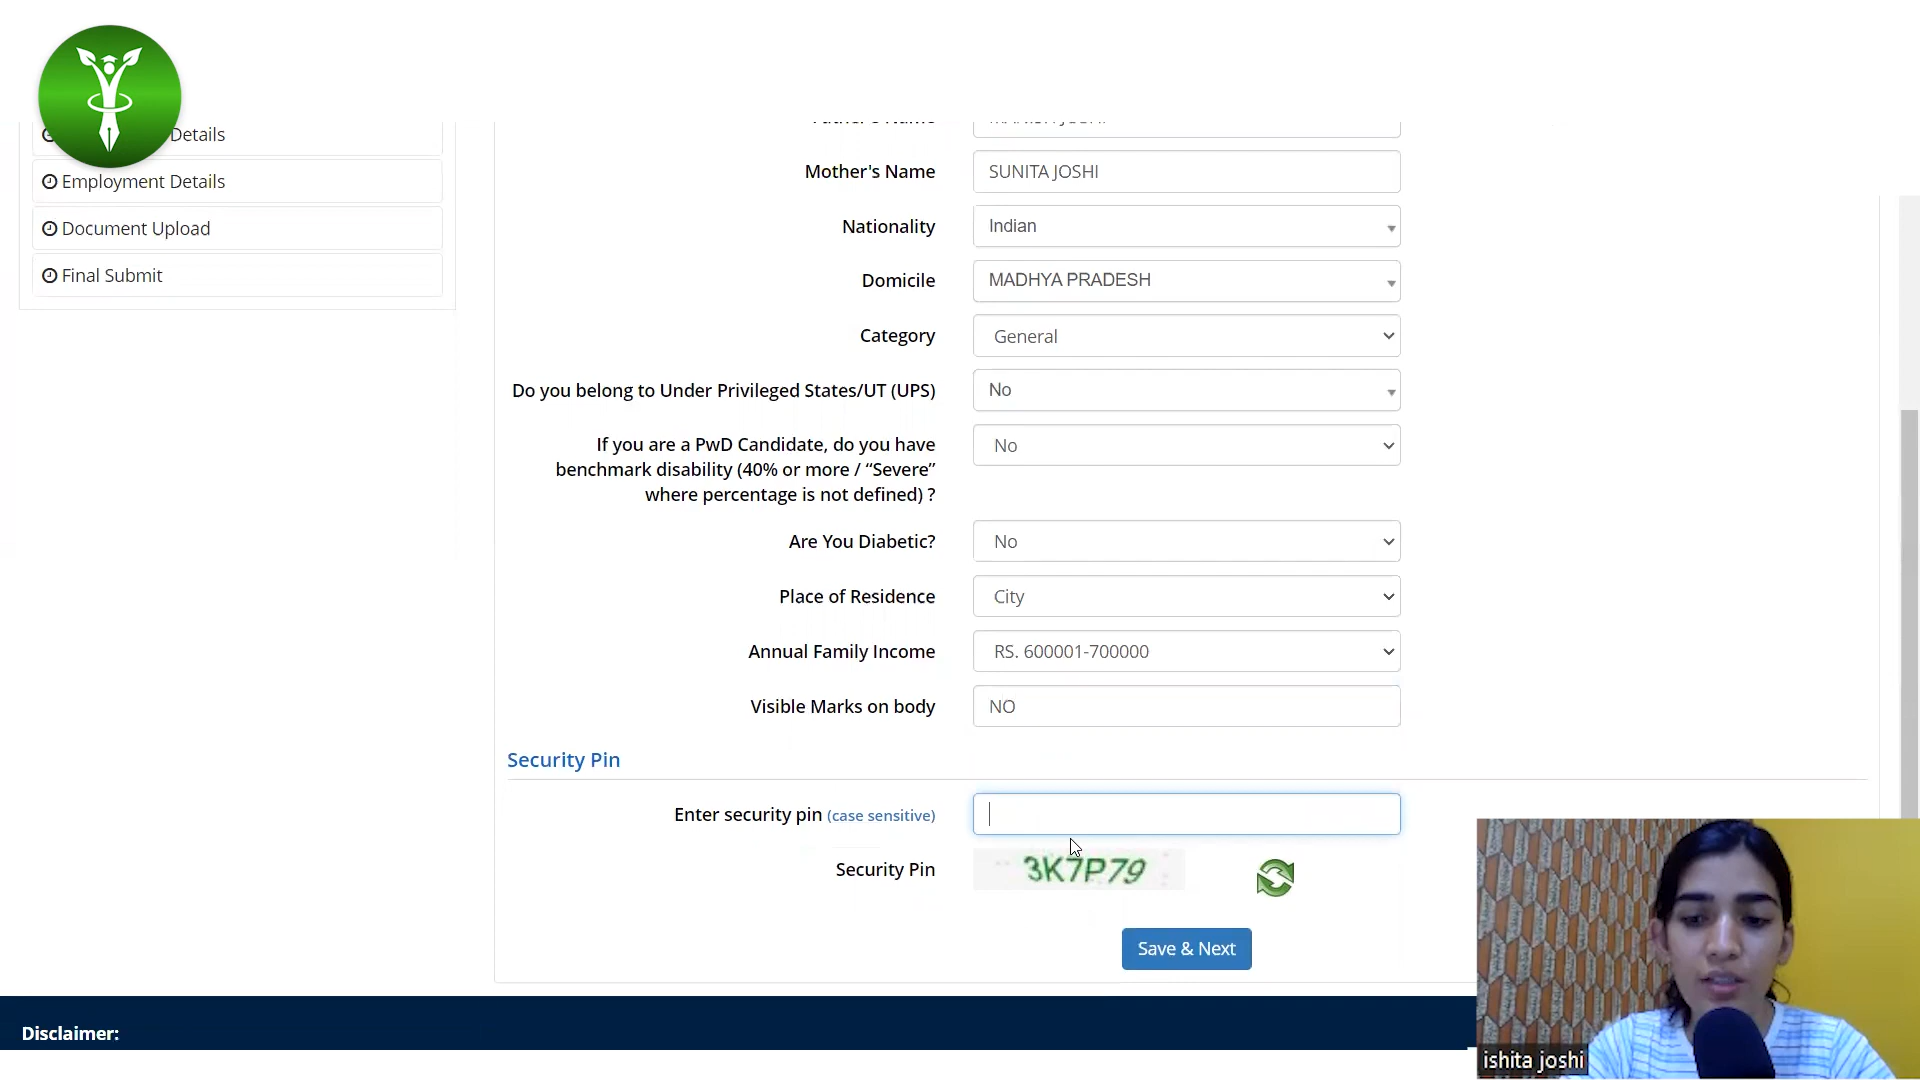 Details
Employment Details
Document Upload
Final Submit
Mother's Name
SUNITA JOSHI
Nationality
Indian
Domicile
MADHYA PRADESH
Category
General
Do you belong to Under Privileged States/UT (UPS)
No
If you are a PwD Candidate, do you have
benchmark disability (40% or more / “Severe”
where percentage is not defined) ?
No
Are You Diabetic?
No
Place of Residence
City
Annual Family Income
RS. 600001-700000
Visible Marks on body
NO
Security Pin
Enter security pin (case sensitive)
Security Pin
3K7P79
Save & Next
Disclaimer:
ishita joshi